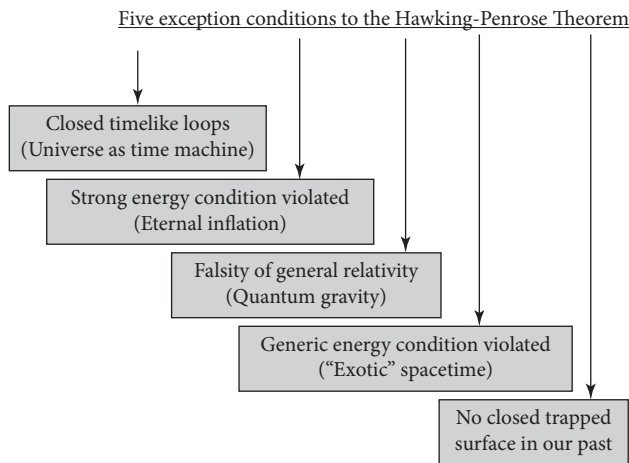 Five exception conditions to the Hawking-Penrose Theorem
Closed timelike loops
(Universe as time machine)
Strong energy condition violated
(Eternal inflation)
Falsity of general relativity
(Quantum gravity)
Generic energy condition violated
(“Exotic” spacetime)
No closed trapped
surface in our past